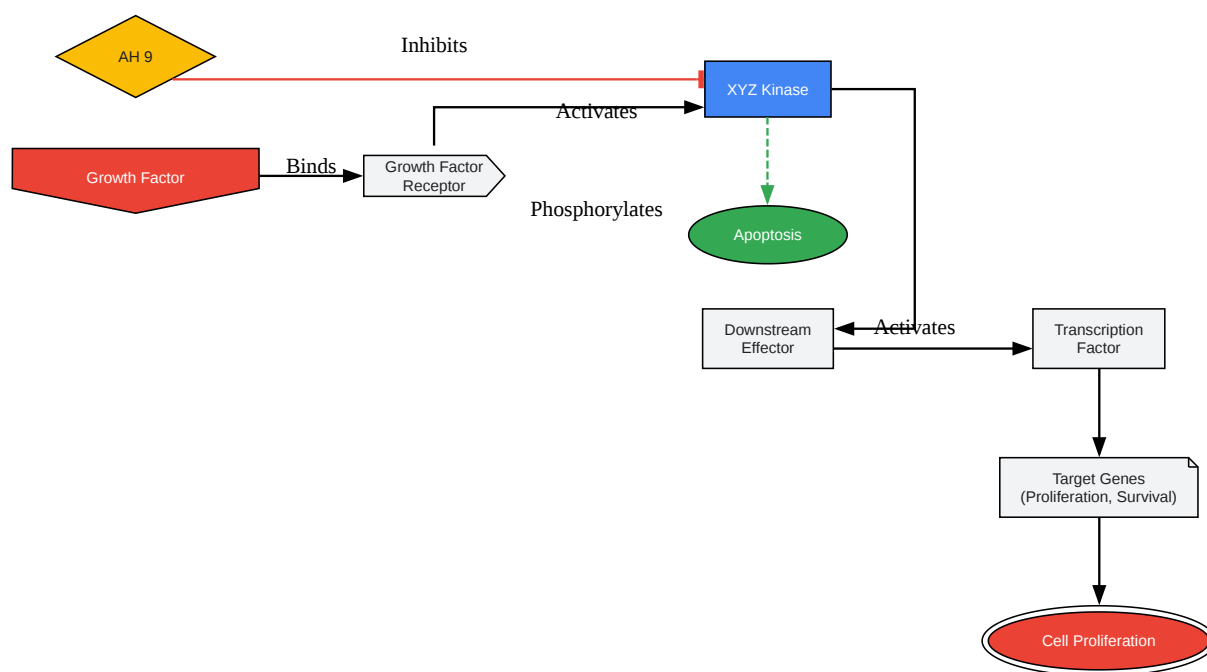 Inhibits
AH 9
XYZ Kinase
Activates
Binds
Growth Factor
Growth Factor
Receptor
Phosphorylates
Apoptosis
Downstream
Effector
Activates
Transcription
Factor
Target Genes
(Proliferation, Survival)
Cell Proliferation